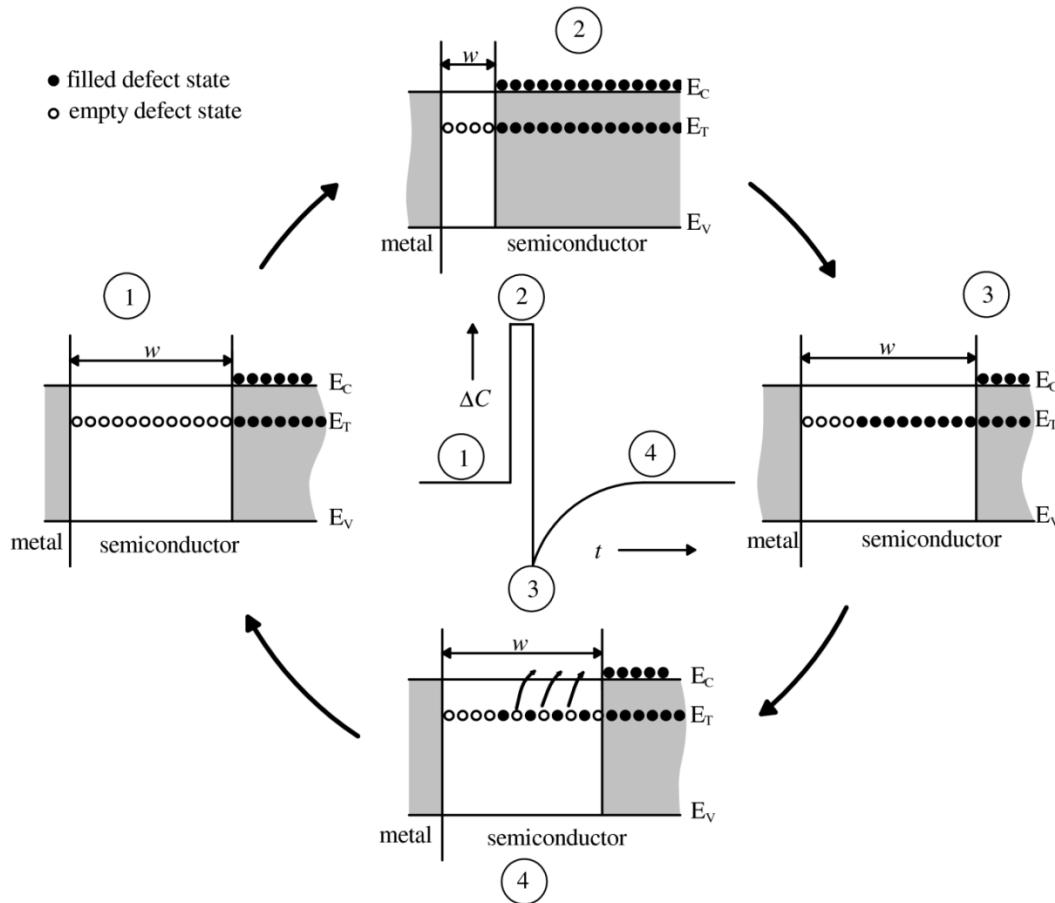 filled defect state
empty defect state
2
w
E_C
E_T
E_V
metal semiconductor
1
w
E_C
E_T
E_V
metal semiconductor
2
ΔC
1
4
3
t
3
w
E_C
E_T
E_V
metal semiconductor
w
E_C
E_T
E_V
metal semiconductor
4